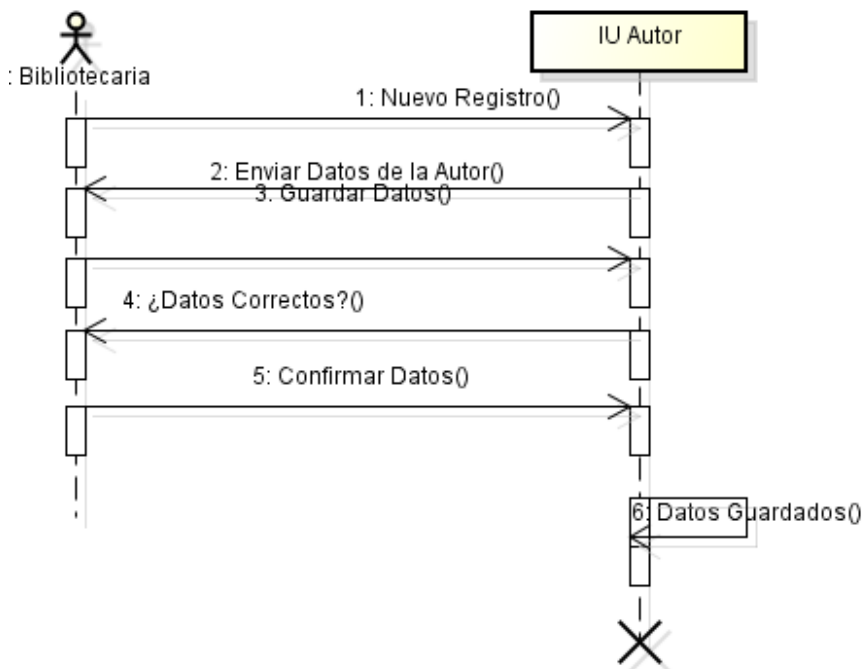 IU Autor
: Bibliotecaria
1: Nuevo Registro()
2: Enviar Datos de la Autor()
3: Guardar Datos()
4: ¿Datos Correctos?()
5: Confirmar Datos()
6: Datos Guardados()